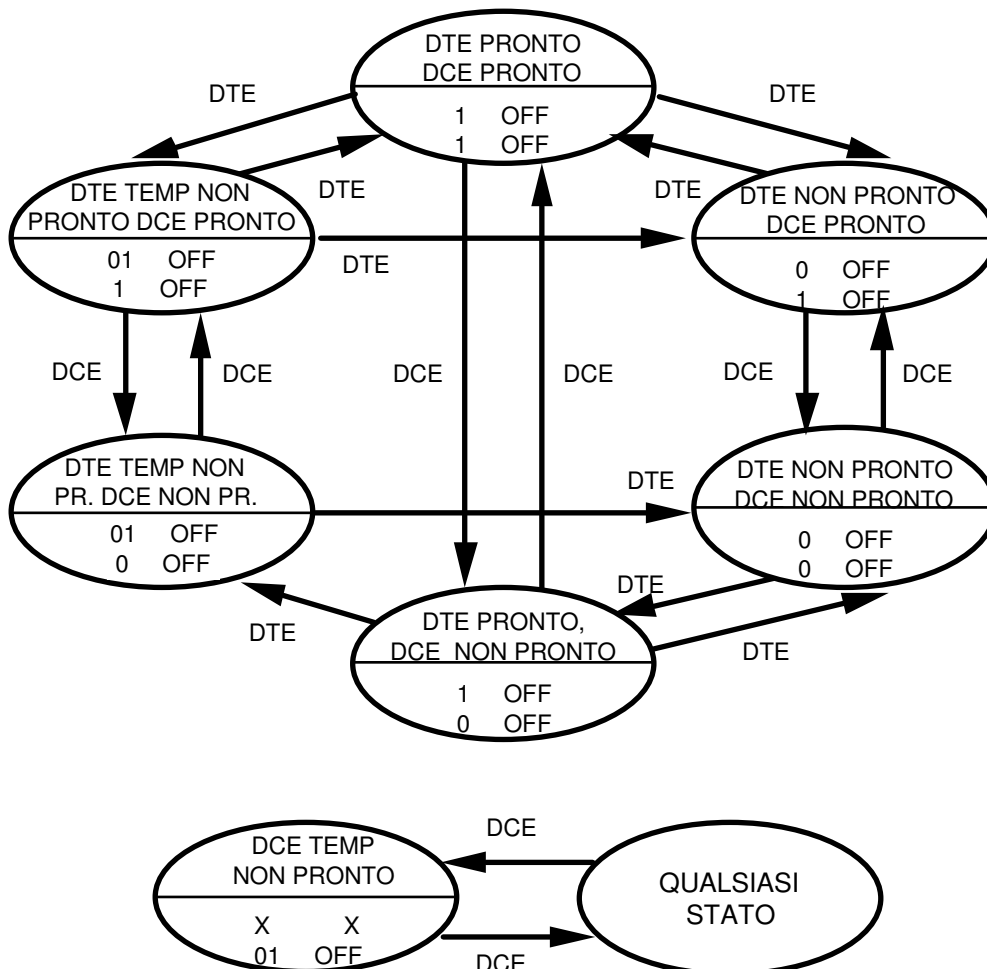 DTE PRONTO
DCE PRONTO
1 OFF
1 OFF
DTE
DTE
DTE TEMP NON
PRONTO DCE PRONTO
01 OFF
1 OFF
DTE
DTE
DTE NON PRONTO
DCE PRONTO
0 OFF
1 OFF
DTE
DCE
DCE
DCE
DCE
DCE
DCE
DTE TEMP NON
PR. DCE NON PR.
01 OFF
0 OFF
DTE
DTE NON PRONTO
DCE NON PRONTO
0 OFF
0 OFF
DTE
DTE
DTE PRONTO,
DCE NON PRONTO
1 OFF
0 OFF
DTE
DCE
DCE TEMP
NON PRONTO
X X
01 OFF
QUALSIASI
STATO
DCE